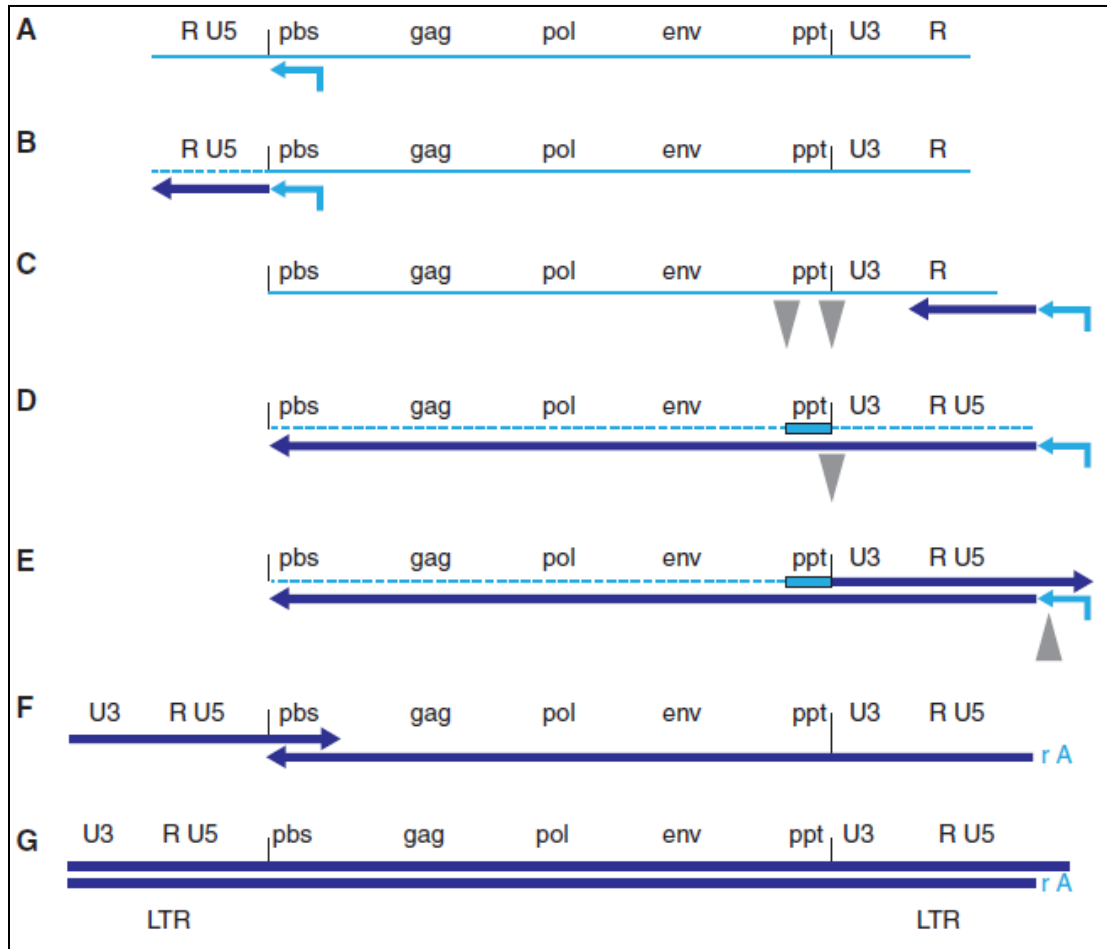 A R U5 pbs gag pol env ppt U3 R
B R U5 pbs gag pol env ppt U3 R
C pbs gag pol env ppt U3 R
D pbs gag pol env ppt U3 R U5
E pbs gag pol env ppt U3 R U5
F U3 R U5 pbs gag pol env ppt U3 R U5
r A
G U3 R U5 pbs gag pol env ppt U3 R U5
r A
LTR LTR